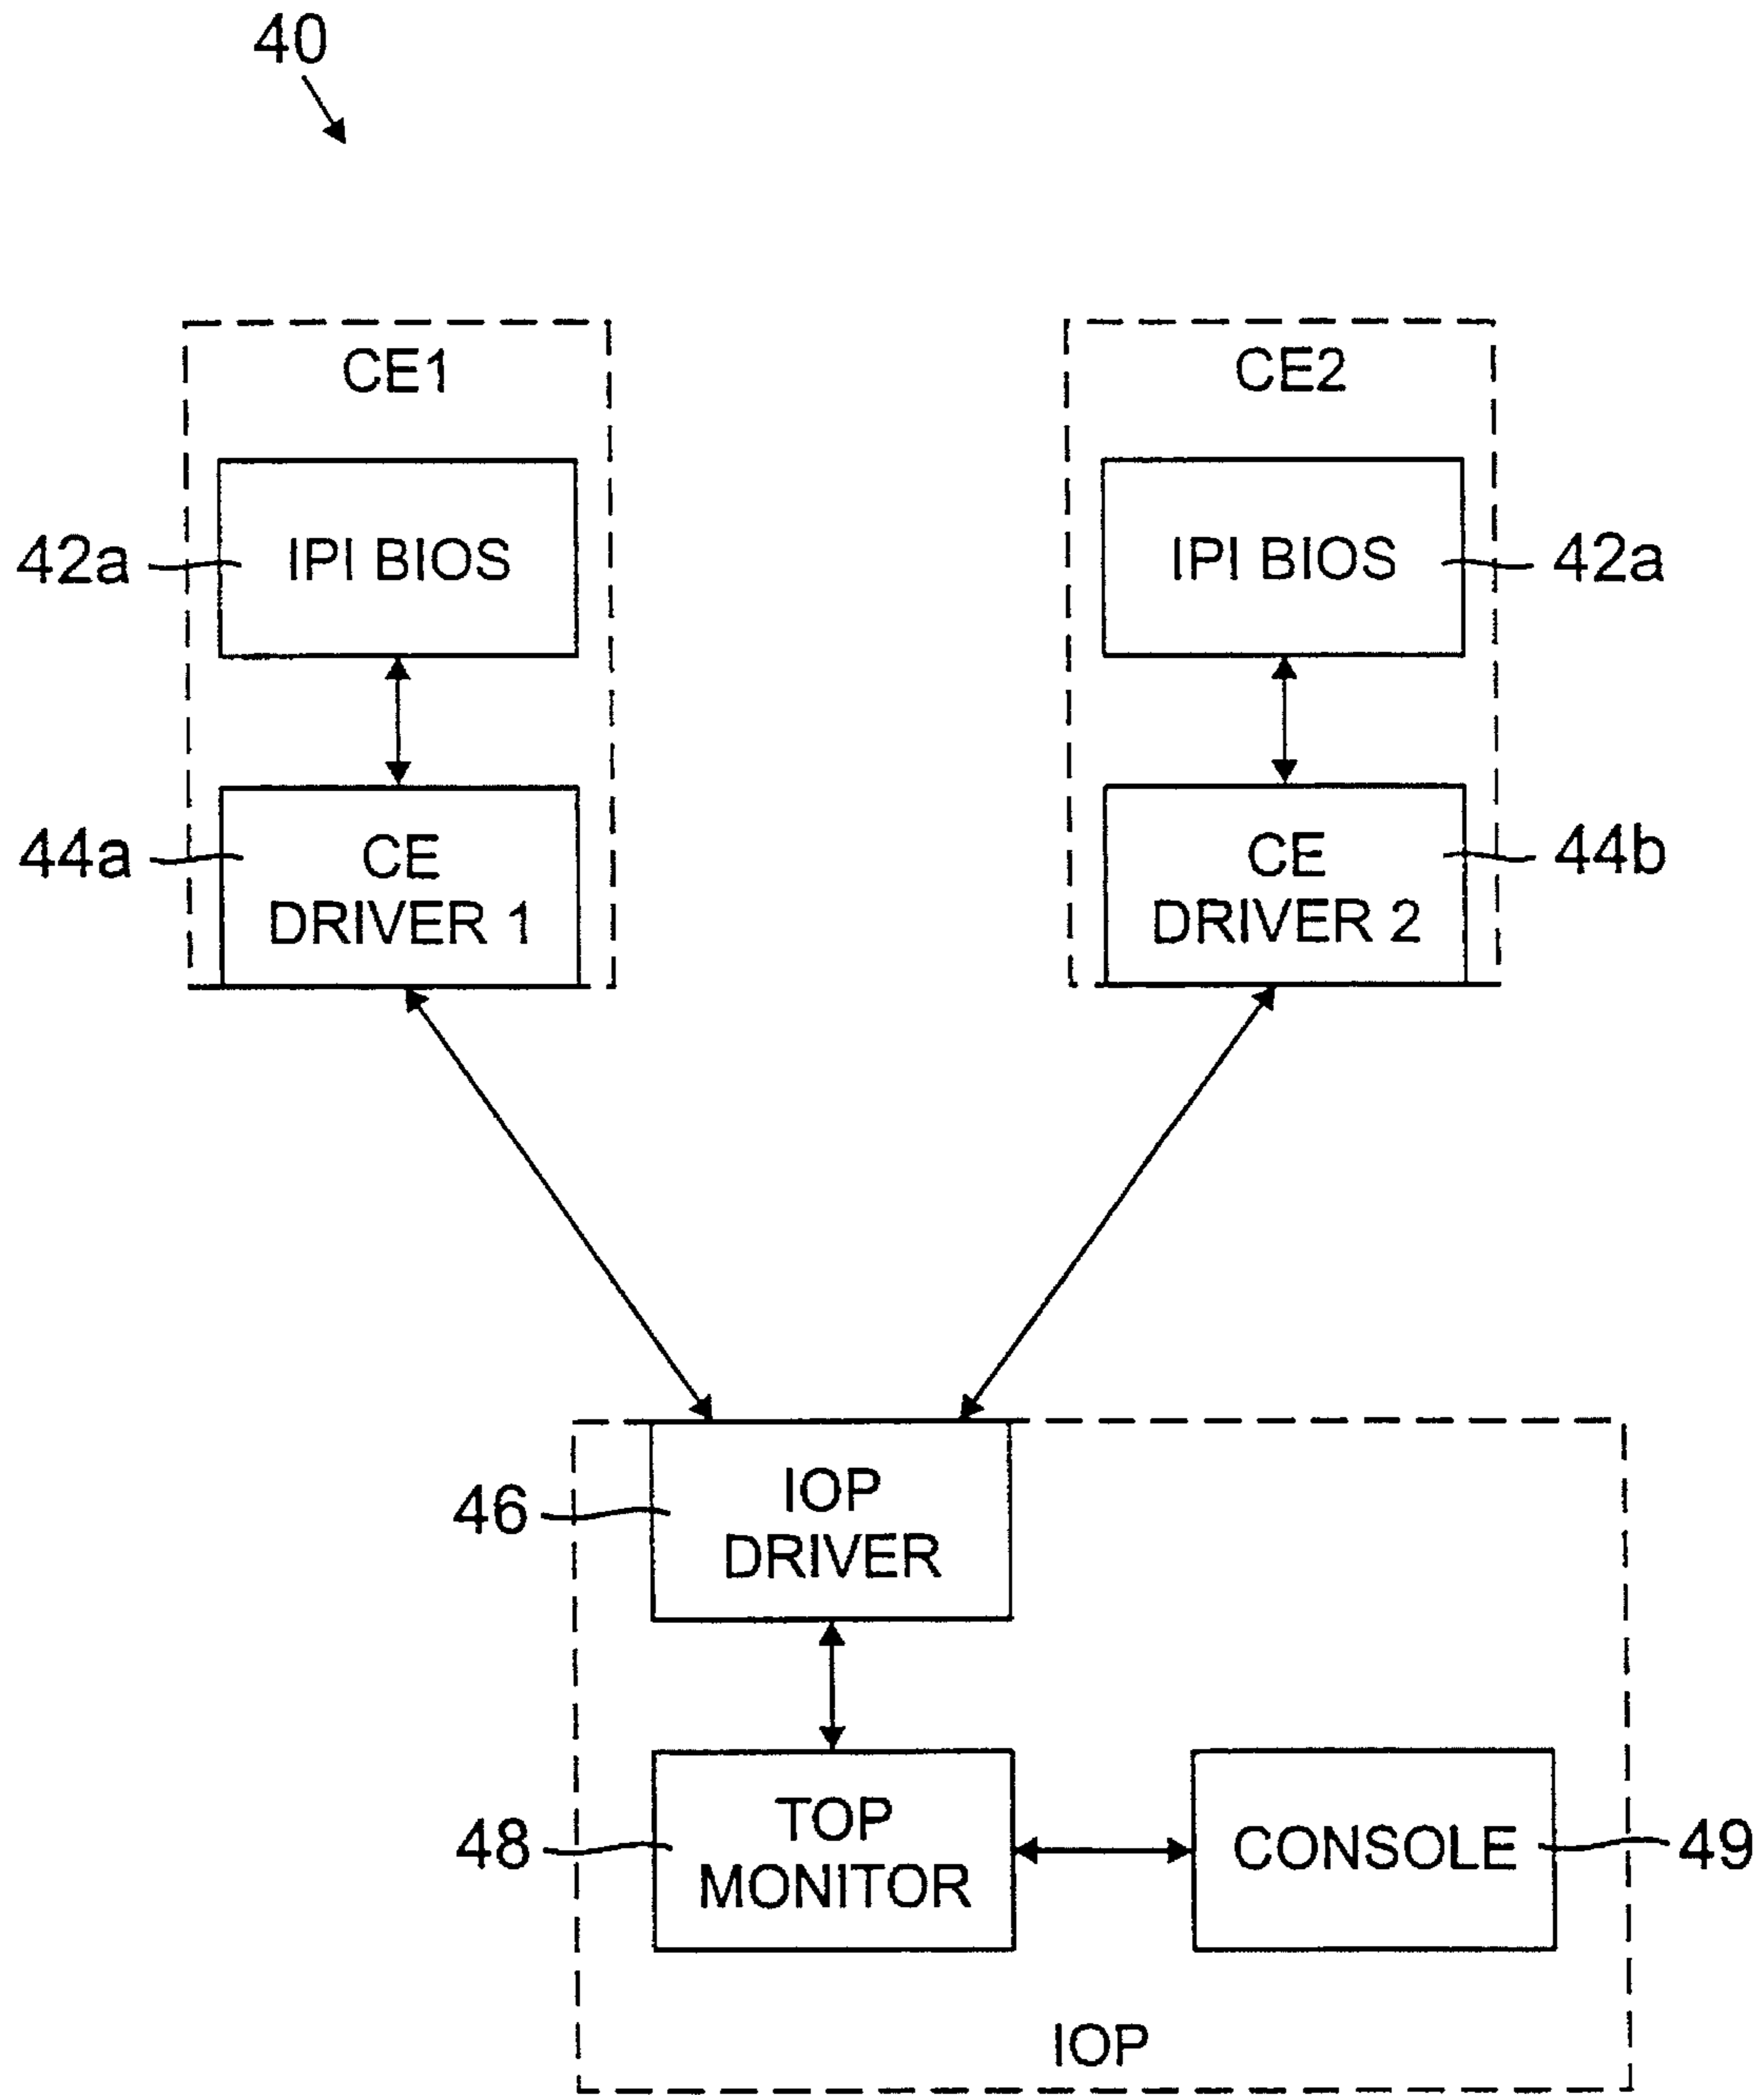 40
CE1
CE2
42a
IPI BIOS
IPI BIOS
42a
44a
CE
DRIVER 1
CE
DRIVER 2
44b
46
IOP
DRIVER
48
TOP
MONITOR
CONSOLE
49
IOP